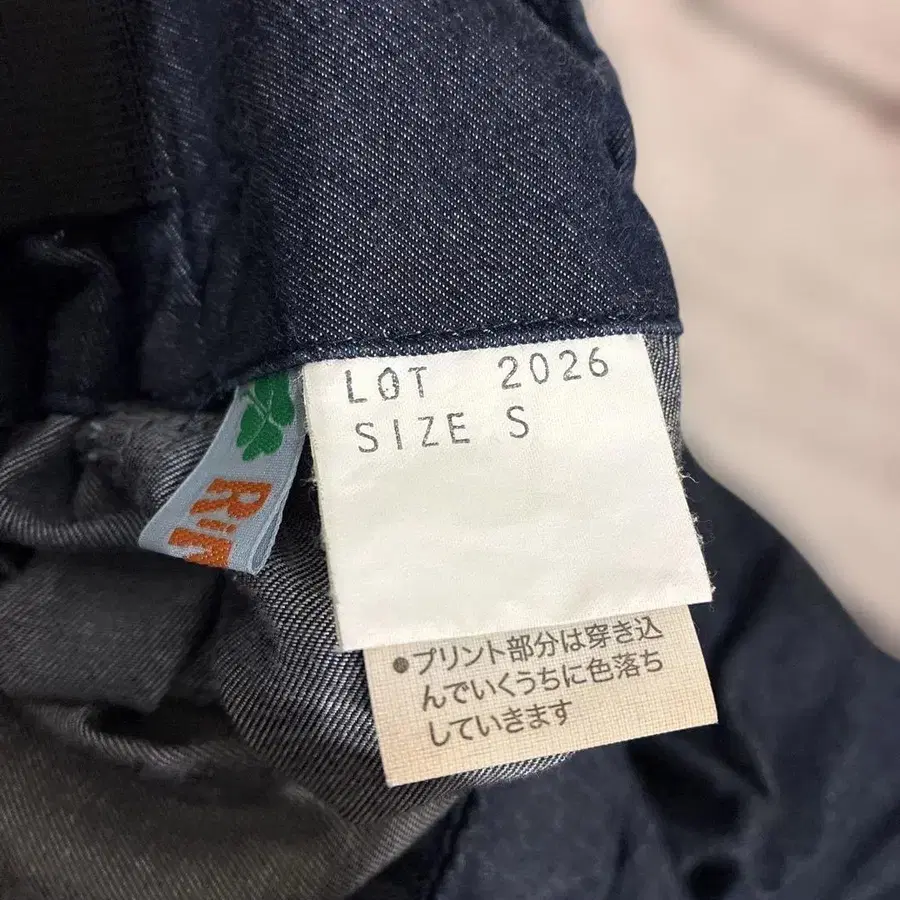 LOT 2026
SIZE S
●プリント部分は穿き込
んでいくうちに色落ち
していきます